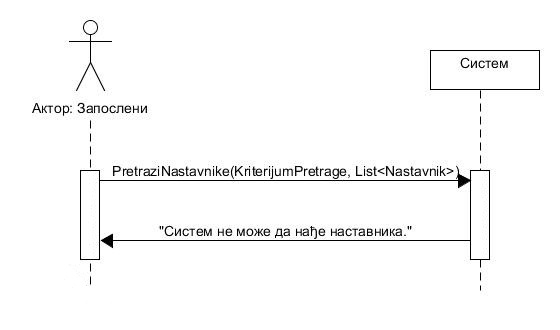 Систем
Актор: Запослени
PretraziNastavnike(KriterijumPretrage, List<Nastavnik>)
"Систем не може да нађе наставника."